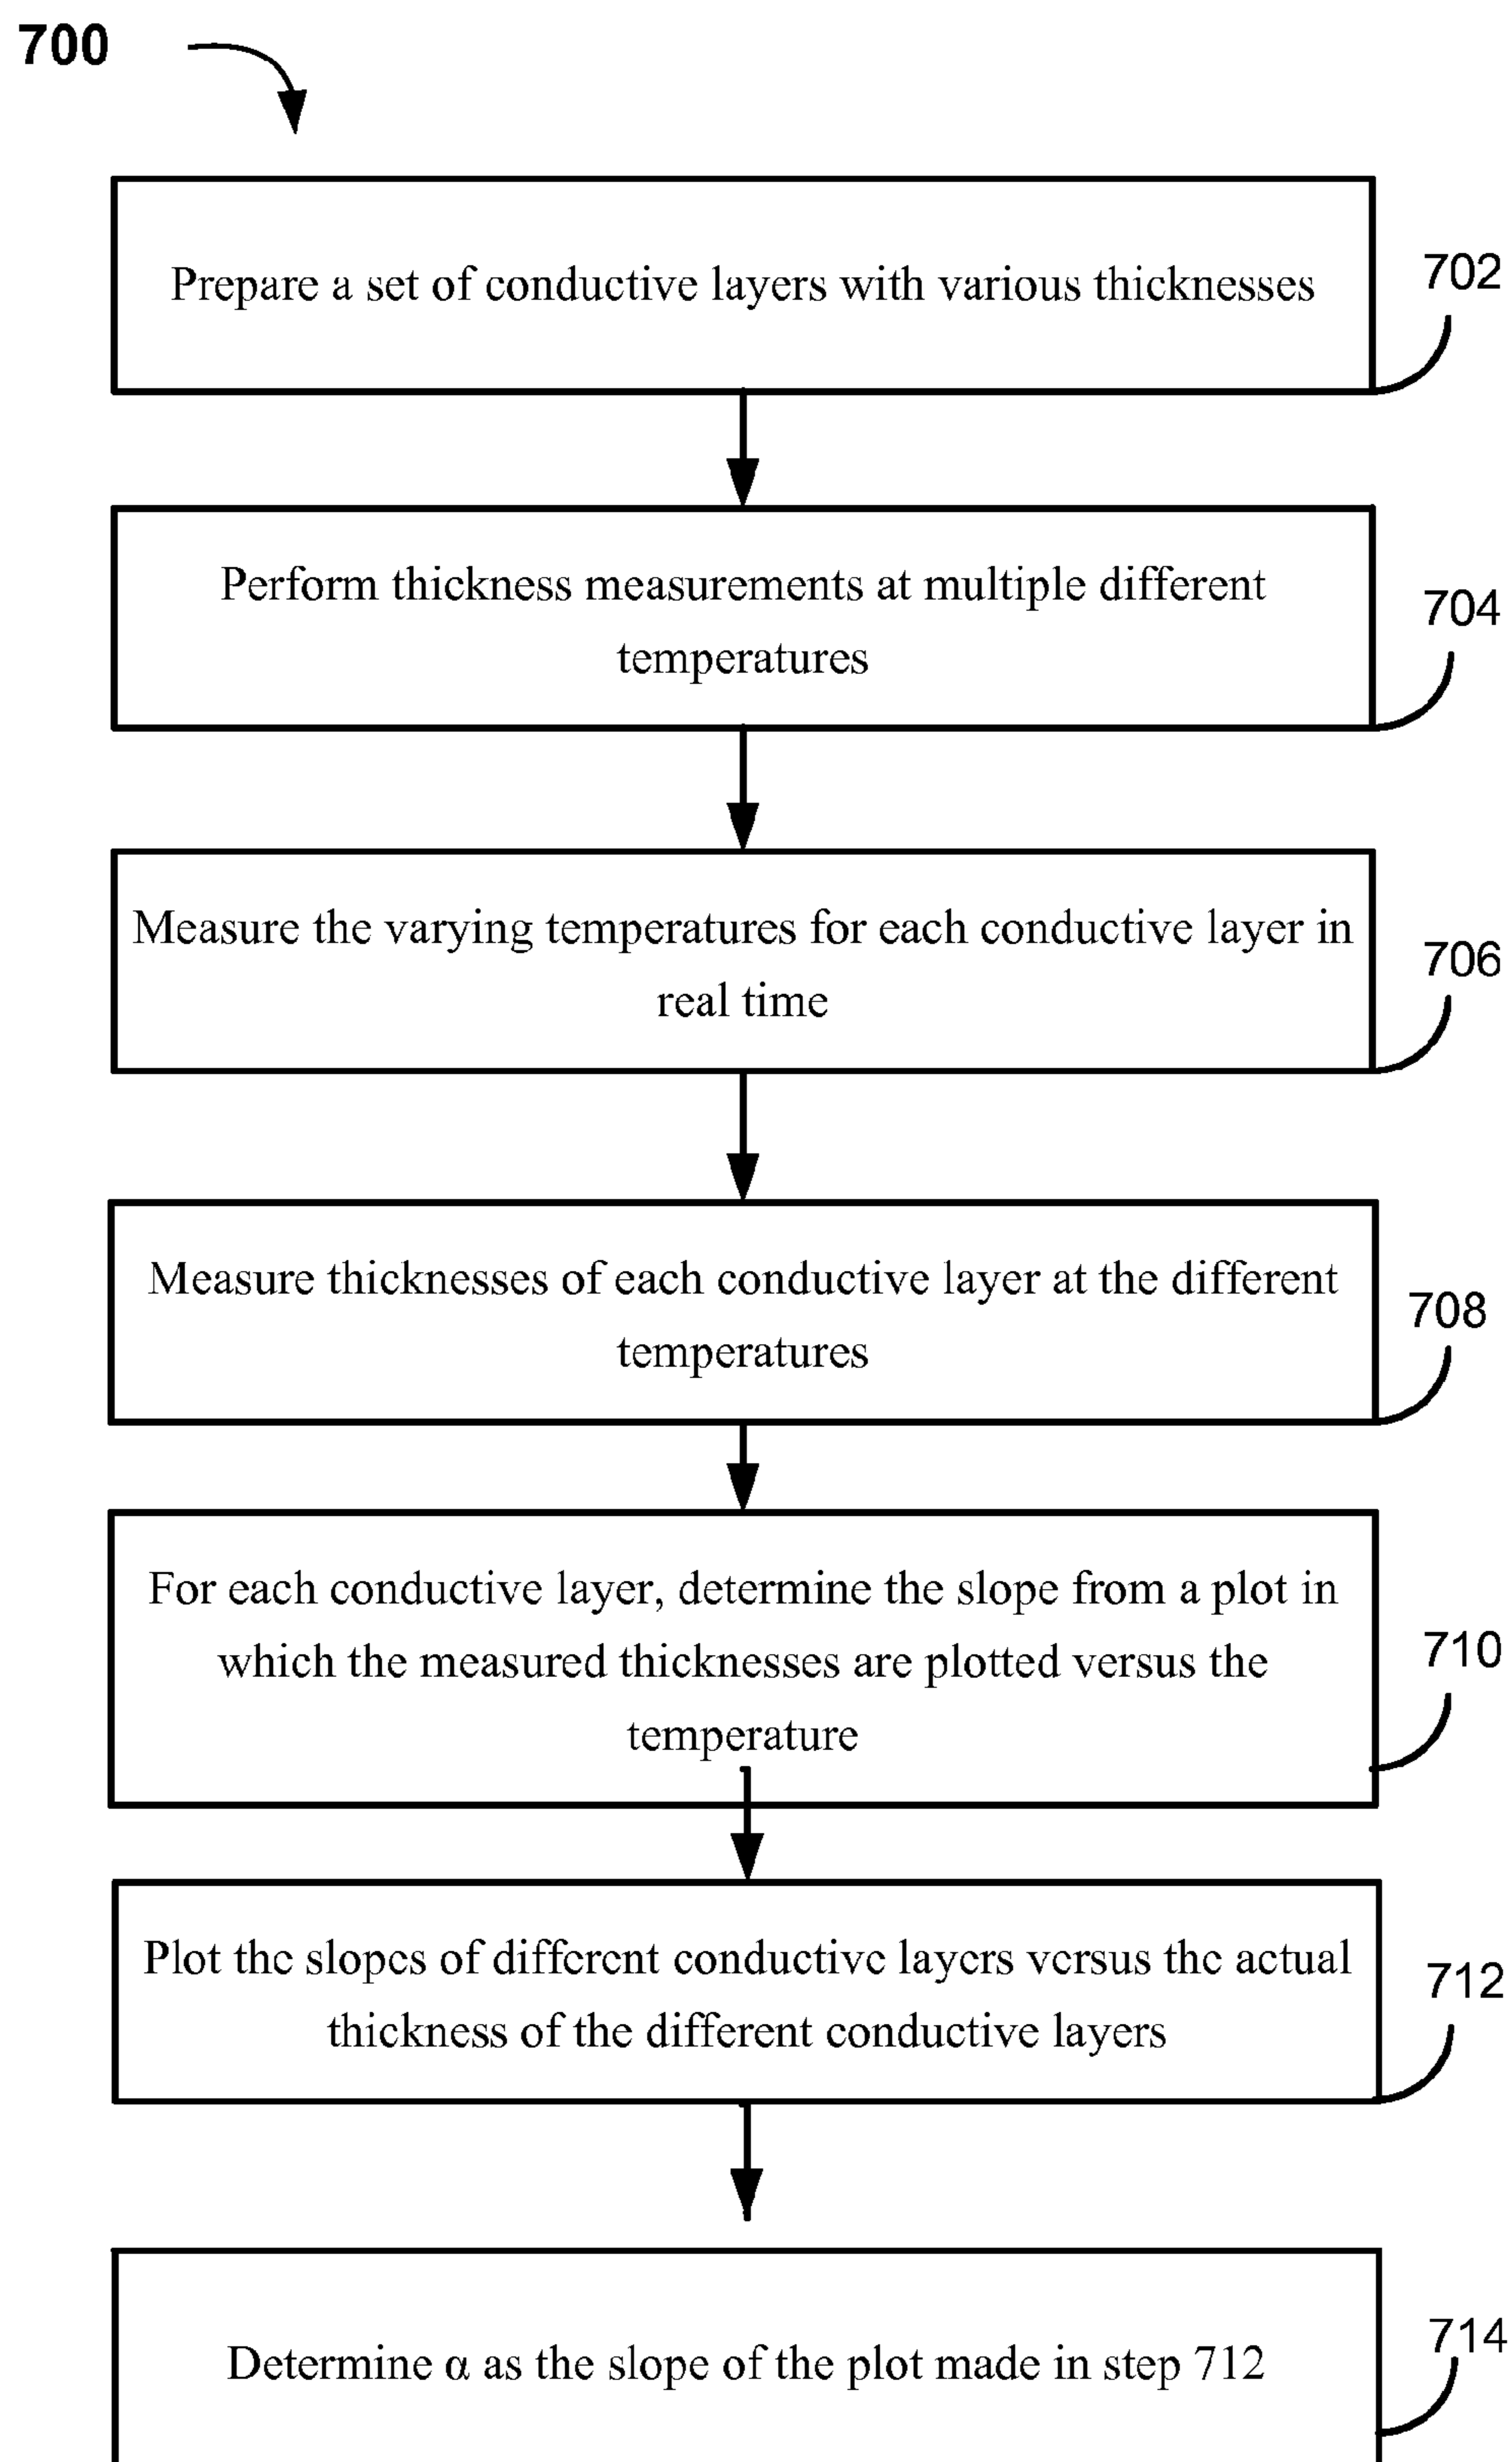 700
Prepare a set of conductive layers with various thicknesses
702
Perform thickness measurements at multiple different
temperatures
704
Measure the varying temperatures for each conductive layer in
real time
706
Measure thicknesses of each conductive layer at the different
temperatures
708
For each conductive layer, determine the slope from a plot in
which the measured thicknesses are plotted versus the
temperature
710
Plot the slopes of different conductive layers versus the actual
thickness of the different conductive layers
712
Determine α as the slope of the plot made in step 712
714